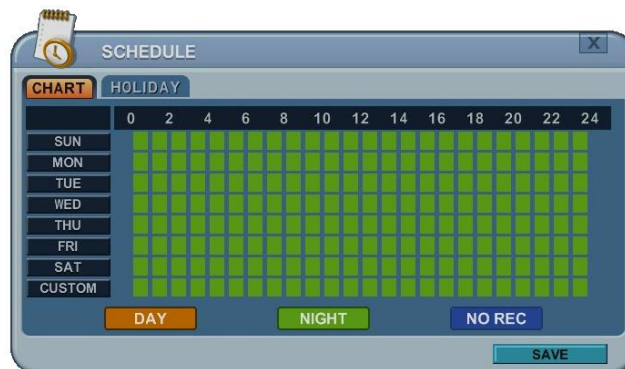 SCHEDULE X
CHART HOLIDAY
0 2 4 6 8 10 12 14 16 18 20 22 24
SUN
MON
TUE
WED
THU
FRI
SAT
CUSTOM
DAY NIGHT NO REC
SAVE